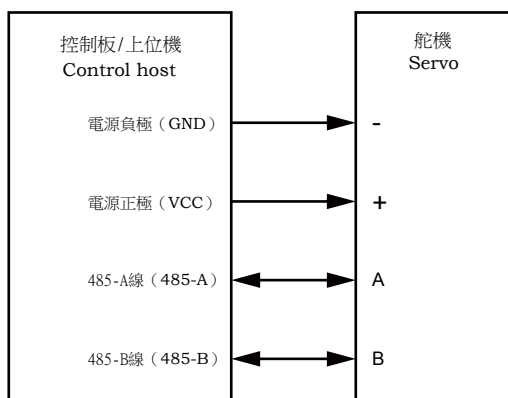 控制板/上位機
Control host
舵機
Servo
電源負極（GND）
-
電源正極（VCC）
+
485-A線（485-A）
A
485-B線（485-B）
B